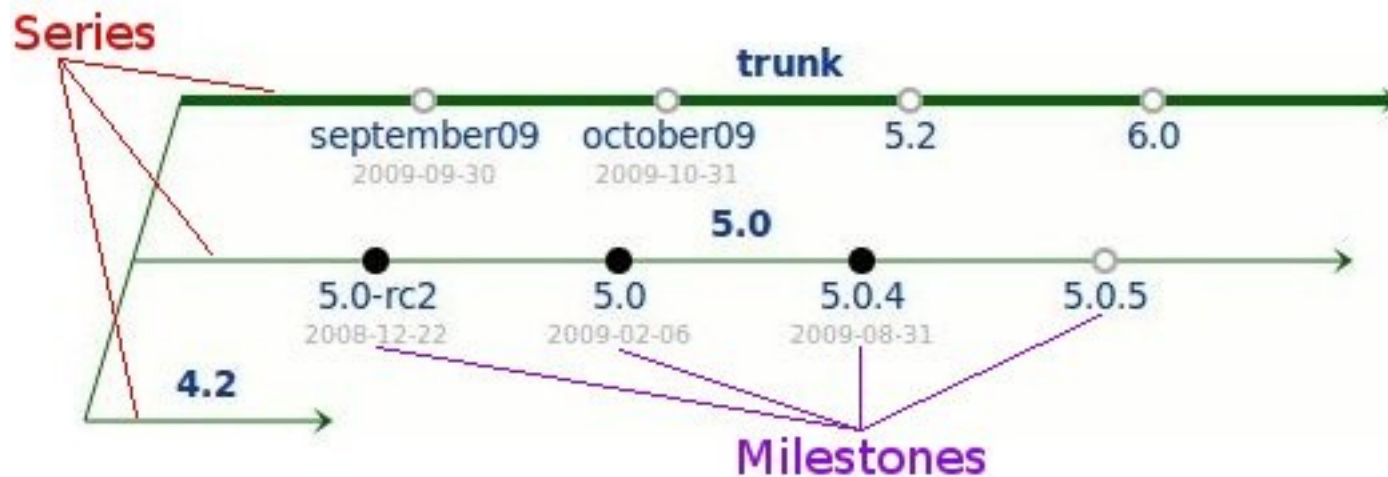 Series
trunk
september09 october09 5.2 6.0
2009-09-30 2009-10-31
5.0
5.0-rc2 5.0 5.0.4 5.0.5
2008-12-22 2009-02-06 2009-08-31
4.2
Milestones